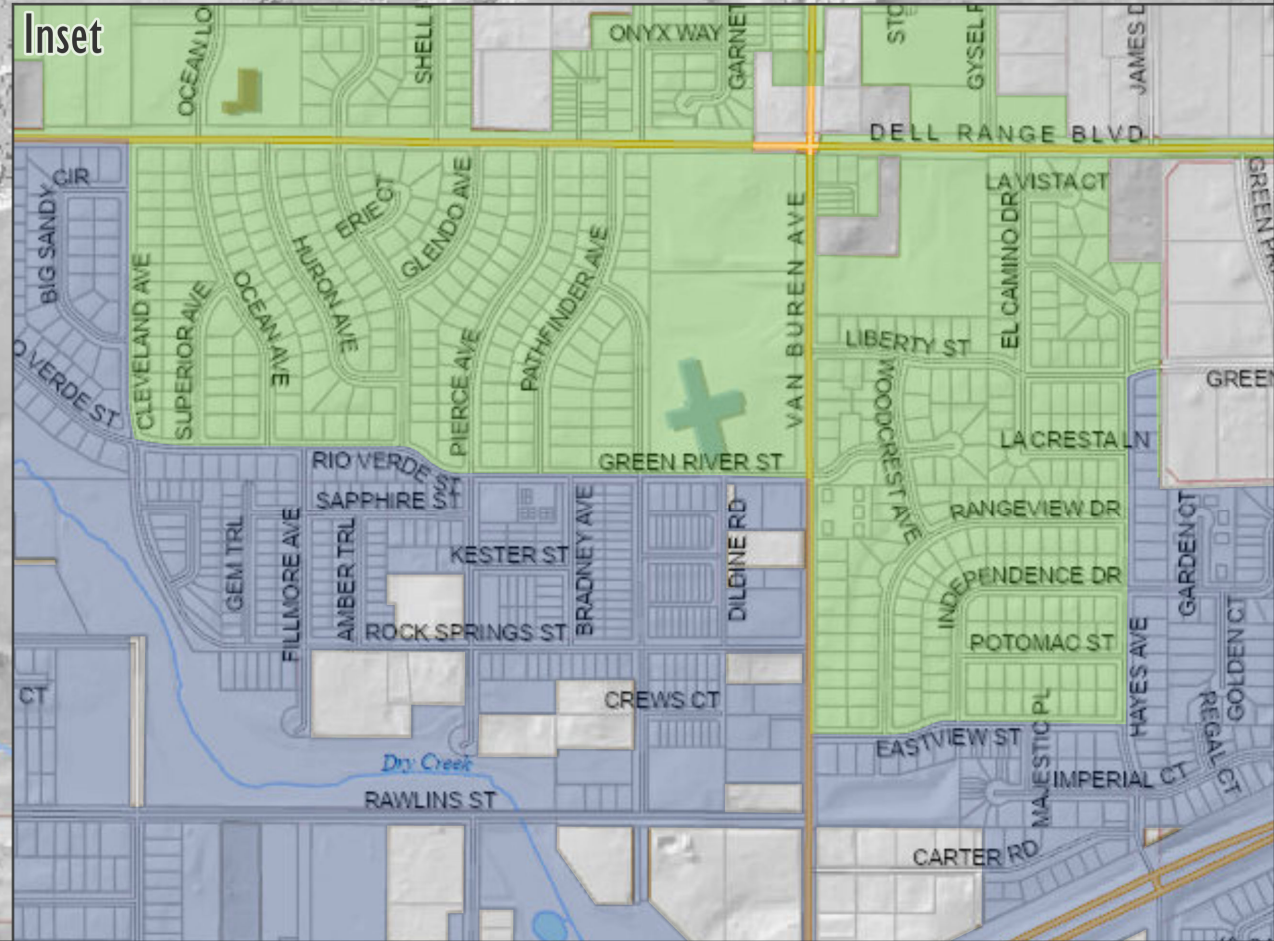 Inset
OCEAN LO
SHELL
ONYX WAY
GARNET
STO
GYSEL
JAMES D
DELL RANGE BLVD
CIR
BIG SANDY
ERIE CT
GLENDO AVE
LA VISTA CT
GREEN
CLEVELAND AVE
SUPERIOR AVE
OCEAN AVE
HURON AVE
PATHFINDER AVE
VAN BUREN AVE
EL CAMINO DR
O VERDE ST
PIERCE AVE
LIBERTY ST
WOODCREST AVE
GREEN
LA CRESTA LN
RIO VERDE ST
GREEN RIVER ST
SAPPHIRE ST
RANGEVIEW DR
GEM TRL
FILLMORE AVE
AMBER TRL
KESTER ST
BRADNEY AVE
DILDINE RD
GARDEN CT
INDEPENDENCE DR
ROCK SPRINGS ST
POTOMAC ST
HAYES AVE
GOLDEN CT
CT
CREWS CT
MAJESTIC PL
REGAL CT
EASTVIEW ST
Dry Creek
IMPERIAL CT
RAWLINS ST
CARTER RD